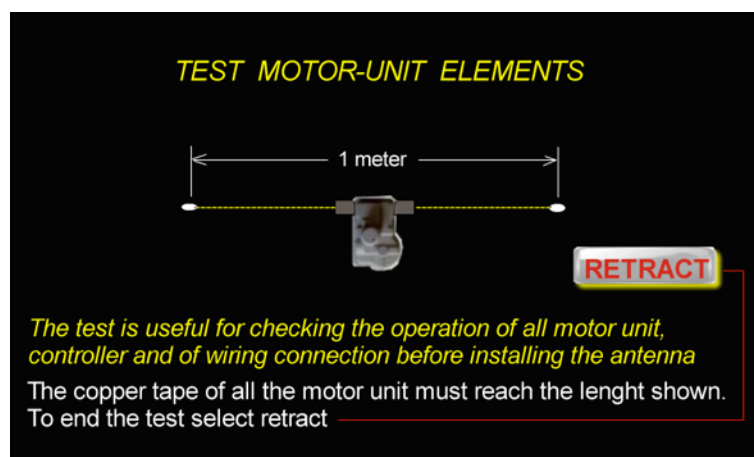 TEST MOTOR-UNIT ELEMENTS
1 meter
RETRACT
The test is useful for checking the operation of all motor unit,
controller and of wiring connection before installing the antenna
The copper tape of all the motor unit must reach the lenght shown.
To end the test select retract